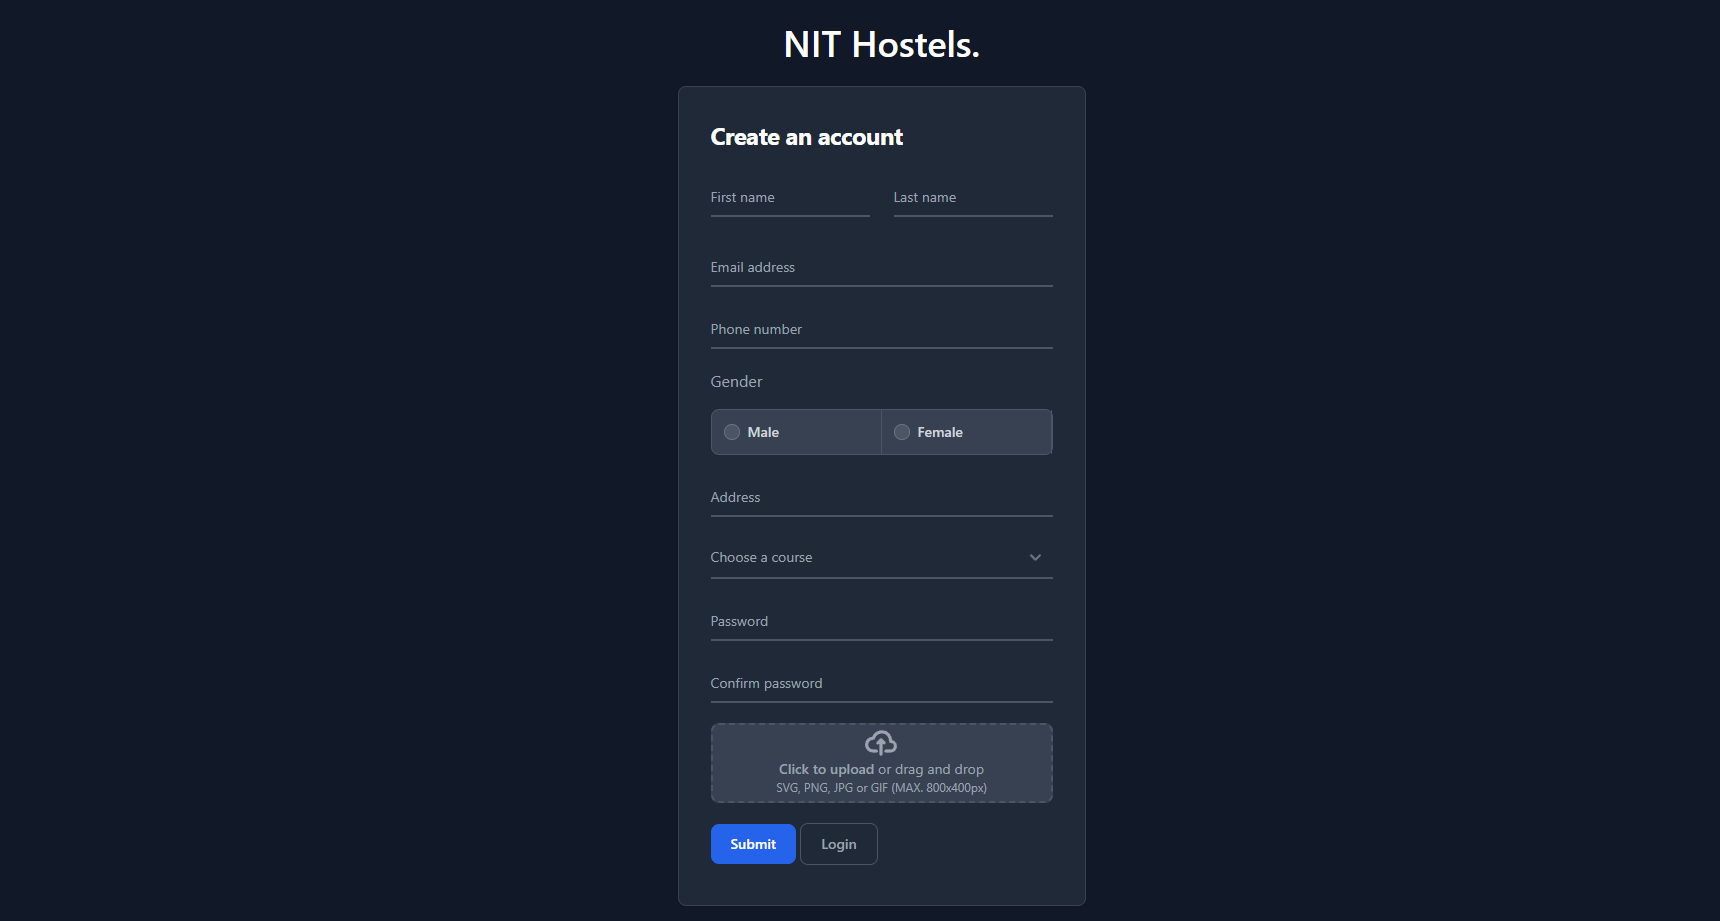 NIT Hostels.
Create an account
First name Last name
Email address
Phone number
Gender
Male Female
Address
Choose a course
Password
Confirm password
Click to upload or drag and drop
SVG, PNG, JPG or GIF (MAX. 800x400px)
Submit Login